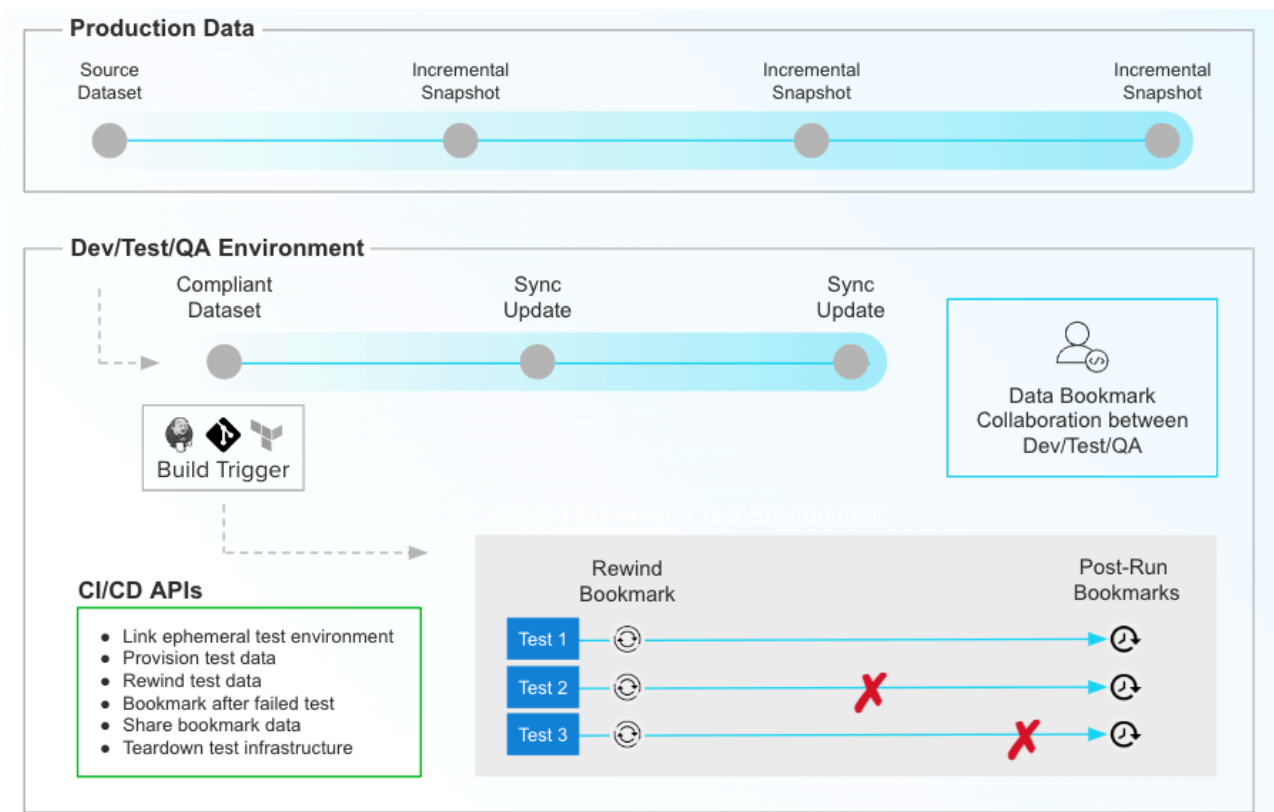 Production Data
Source
Dataset
Incremental
Snapshot
Incremental
Snapshot
Incremental
Snapshot
Dev/Test/QA Environment
Compliant
Dataset
Sync
Update
Sync
Update
Data Bookmark
Collaboration between
Dev/Test/QA
Build Trigger
Ephemeral Test Environment
Rewind
Bookmark
Post-Run
Bookmarks
Test 1
Test 2
Test 3
CI/CD APIs
● Link ephemeral test environment
● Provision test data
● Rewind test data
● Bookmark after failed test
● Share bookmark data
● Teardown test infrastructure